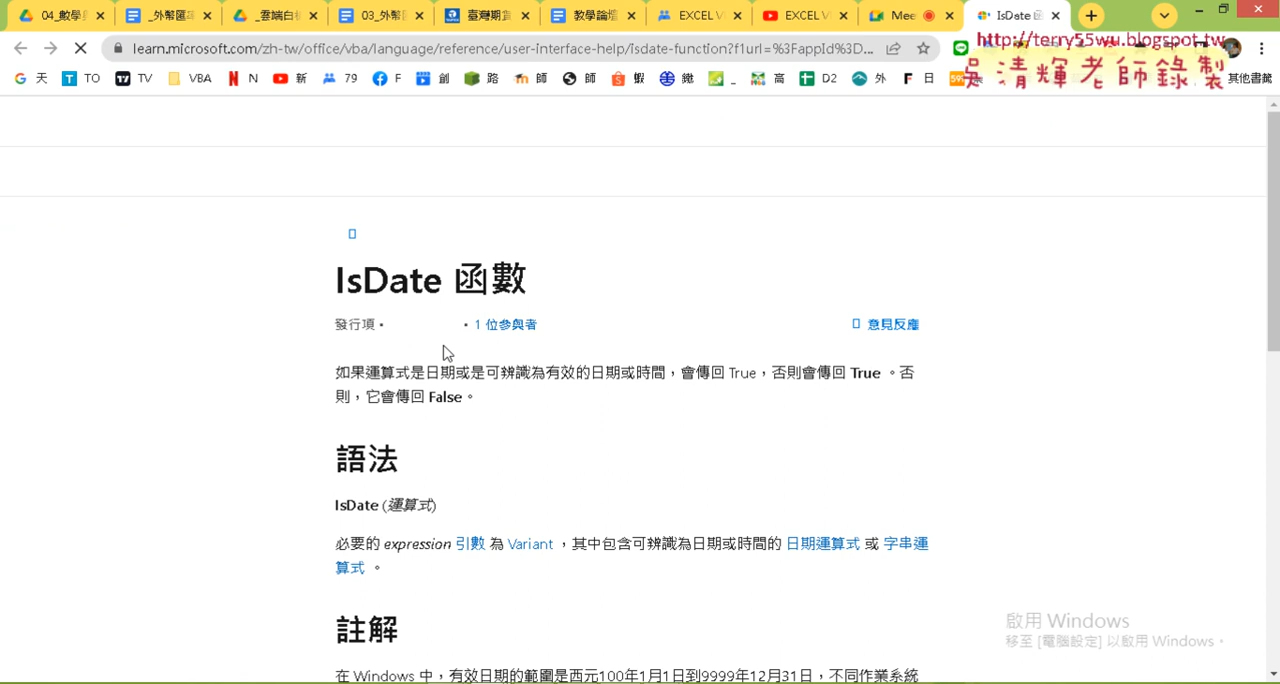 04_數學
_外幣匯率
_雲端白板
03_外幣
臺灣期貨
教學論壇
EXCEL V
EXCEL V
Mee
IsDate 函
learn.microsoft.com/zh-tw/office/vba/language/reference/user-interface-help/isdate-function?f1url=%3FappId%3D...
http://terry55wu.blogspot.tw
吳清輝老師錄製
天
TO
TV
VBA
N
新
79
F
創
路
師
師
蝦
高
D2
外
日
其他書籤
IsDate 函數
發行項 •
• 1 位參與者
意見反應
如果運算式是日期或是可辨識為有效的日期或時間，會傳回 True，否則會傳回 True 。否
則，它會傳回 False。
語法
IsDate (運算式)
必要的 expression 引數 為 Variant ，其中包含可辨識為日期或時間的 日期運算式 或 字串運
算式 。
註解
在 Windows 中，有效日期的範圍是西元100年1月1日到9999年12月31日，不同作業系統
啟用 Windows
移至 [電腦設定] 以啟用 Windows。